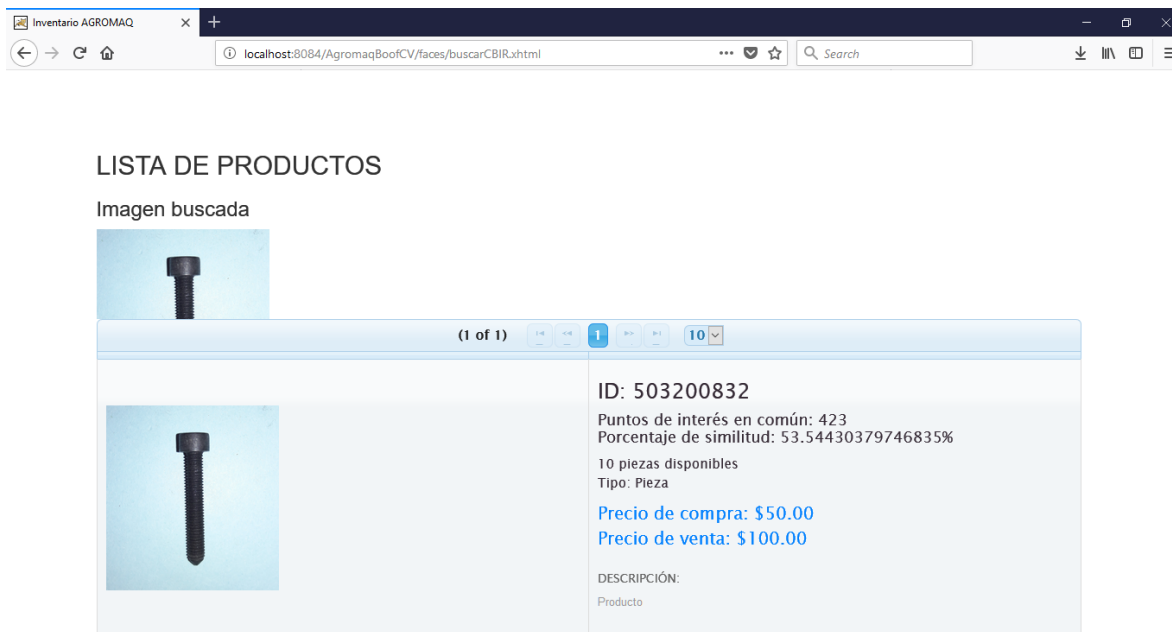 Inventario AGROMAQ
localhost:8084/AgromaqBoofCV/faces/buscarCBIR.xhtml
Search
LISTA DE PRODUCTOS
Imagen buscada
(1 of 1) 1 10
ID: 503200832
Puntos de interés en común: 423
Porcentaje de similitud: 53.54430379746835%
10 piezas disponibles
Tipo: Pieza
Precio de compra: $50.00
Precio de venta: $100.00
DESCRIPCIÓN:
Producto